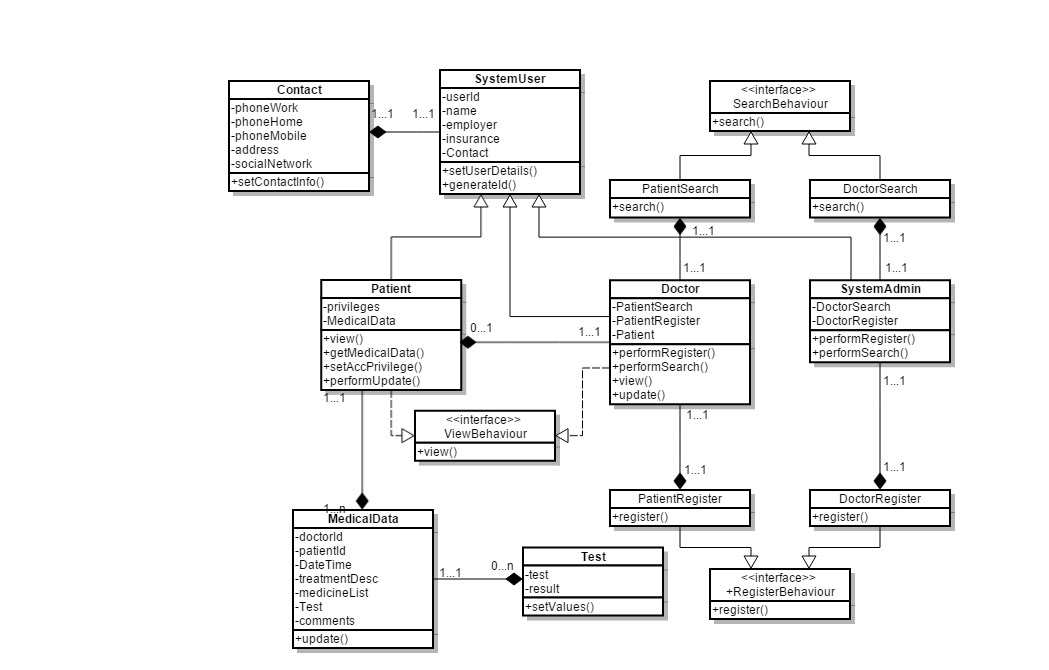 Contact
-phoneWork
-phoneHome
-phoneMobile
-address
-socialNetwork
+setContactInfo()
1...1
1...1
SystemUser
-userId
-name
-employer
-insurance
-Contact
+setUserDetails()
+generateId()
<<interface>>
SearchBehaviour
+search()
PatientSearch
+search()
DoctorSearch
+search()
1...1
1...1
1...1
1...1
Patient
-privileges
-MedicalData
+view()
+getMedicalData()
+setAccPrivilege()
+performUpdate()
0...1
1...1
Doctor
-PatientSearch
-PatientRegister
-Patient
+performRegister()
+performSearch()
+view()
+update()
SystemAdmin
-DoctorSearch
-DoctorRegister
+performRegister()
+performSearch()
1...1
1...1
1...1
<<interface>>
ViewBehaviour
+view()
1...1
1...1
PatientRegister
+register()
DoctorRegister
+register()
1...n
MedicalData
-doctorId
-patientId
-DateTime
-treatmentDesc
-medicineList
-Test
-comments
+update()
1...1
0...n
Test
-test
-result
+setValues()
<<interface>>
+RegisterBehaviour
+register()